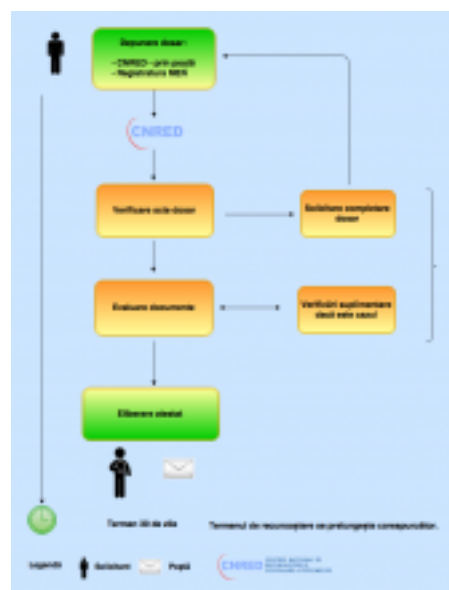 Depunere dosar:
-CNRED - prin poștă
-Registratura MEN
CNRED
Verificare acte dosar
Solicitare completare
dosar
Evaluare documente
Verificări suplimentare
dacă este cazul
Eliberare atestat
Termen 30 de zile
Termenul de recunoaștere se prelungește corespunzător.
Legendă
Solicitant
Poștă
CNRED